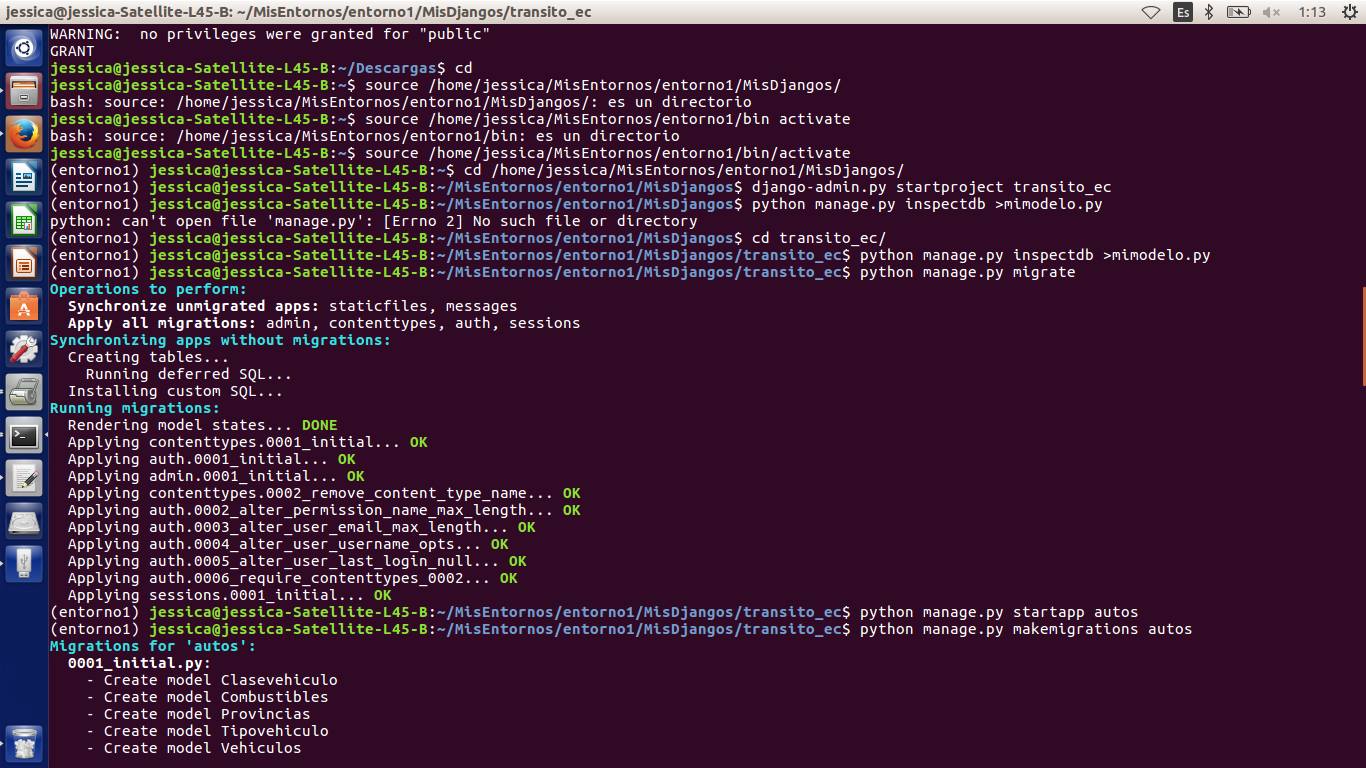 jessica@jessica-Satellite-L45-B: ~/MisEntornos/entorno1/MisDjangos/transito_ec
Es
1:13
WARNING:  no privileges were granted for "public"
GRANT
jessica@jessica-Satellite-L45-B:~/Descargas$ cd
jessica@jessica-Satellite-L45-B:~$ source /home/jessica/MisEntornos/entorno1/MisDjangos/
bash: source: /home/jessica/MisEntornos/entorno1/MisDjangos/: es un directorio
jessica@jessica-Satellite-L45-B:~$ source /home/jessica/MisEntornos/entorno1/bin activate
bash: source: /home/jessica/MisEntornos/entorno1/bin: es un directorio
jessica@jessica-Satellite-L45-B:~$ source /home/jessica/MisEntornos/entorno1/bin/activate
(entorno1) jessica@jessica-Satellite-L45-B:~$ cd /home/jessica/MisEntornos/entorno1/MisDjangos/
(entorno1) jessica@jessica-Satellite-L45-B:~/MisEntornos/entorno1/MisDjangos$ django-admin.py startproject transito_ec
(entorno1) jessica@jessica-Satellite-L45-B:~/MisEntornos/entorno1/MisDjangos$ python manage.py inspectdb >mimodelo.py
python: can't open file 'manage.py': [Errno 2] No such file or directory
(entorno1) jessica@jessica-Satellite-L45-B:~/MisEntornos/entorno1/MisDjangos$ cd transito_ec/
(entorno1) jessica@jessica-Satellite-L45-B:~/MisEntornos/entorno1/MisDjangos/transito_ec$ python manage.py inspectdb >mimodelo.py
(entorno1) jessica@jessica-Satellite-L45-B:~/MisEntornos/entorno1/MisDjangos/transito_ec$ python manage.py migrate
Operations to perform:
  Synchronize unmigrated apps: staticfiles, messages
  Apply all migrations: admin, contenttypes, auth, sessions
Synchronizing apps without migrations:
  Creating tables...
    Running deferred SQL...
  Installing custom SQL...
Running migrations:
  Rendering model states... DONE
  Applying contenttypes.0001_initial... OK
  Applying auth.0001_initial... OK
  Applying admin.0001_initial... OK
  Applying contenttypes.0002_remove_content_type_name... OK
  Applying auth.0002_alter_permission_name_max_length... OK
  Applying auth.0003_alter_user_email_max_length... OK
  Applying auth.0004_alter_user_username_opts... OK
  Applying auth.0005_alter_user_last_login_null... OK
  Applying auth.0006_require_contenttypes_0002... OK
  Applying sessions.0001_initial... OK
(entorno1) jessica@jessica-Satellite-L45-B:~/MisEntornos/entorno1/MisDjangos/transito_ec$ python manage.py startapp autos
(entorno1) jessica@jessica-Satellite-L45-B:~/MisEntornos/entorno1/MisDjangos/transito_ec$ python manage.py makemigrations autos
Migrations for 'autos':
  0001_initial.py:
    - Create model Clasevehiculo
    - Create model Combustibles
    - Create model Provincias
    - Create model Tipovehiculo
    - Create model Vehiculos